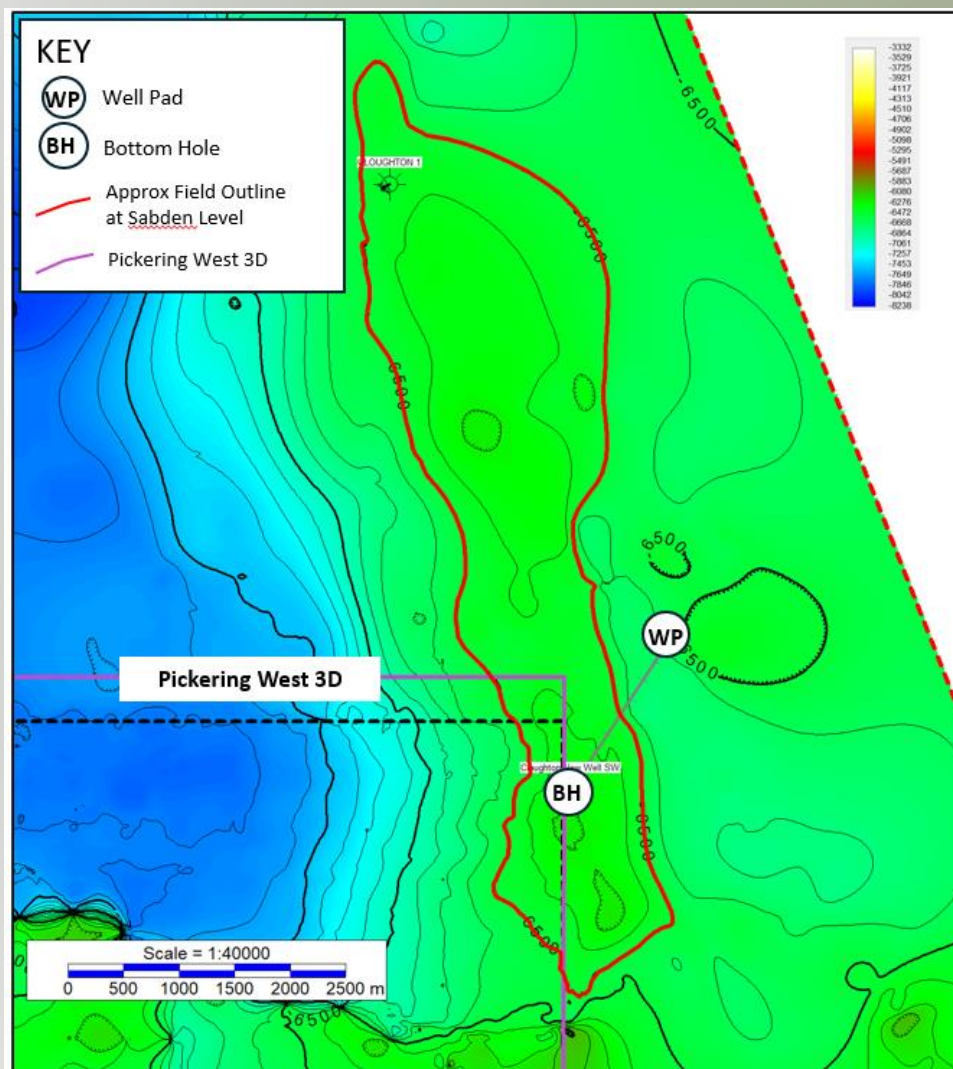 KEY
WP
Well Pad
BH
Bottom Hole
Approx Field Outline
at Sabden Level
Pickering West 3D
-3332
-3529
-3725
-3921
-4117
-4313
-4510
-4706
-4902
-5098
-5295
-5491
-5687
-5883
-6080
-6276
-6472
-6668
-6864
-7061
-7257
-7453
-7649
-7846
-8042
-8238
-6500
CLOUGHTON 1
-6500
-6500
-6500
WP
-6500
Pickering West 3D
Well SW
BH
-6500
-6500
Scale = 1:40000
0 500 1000 1500 2000 2500 m
-6500